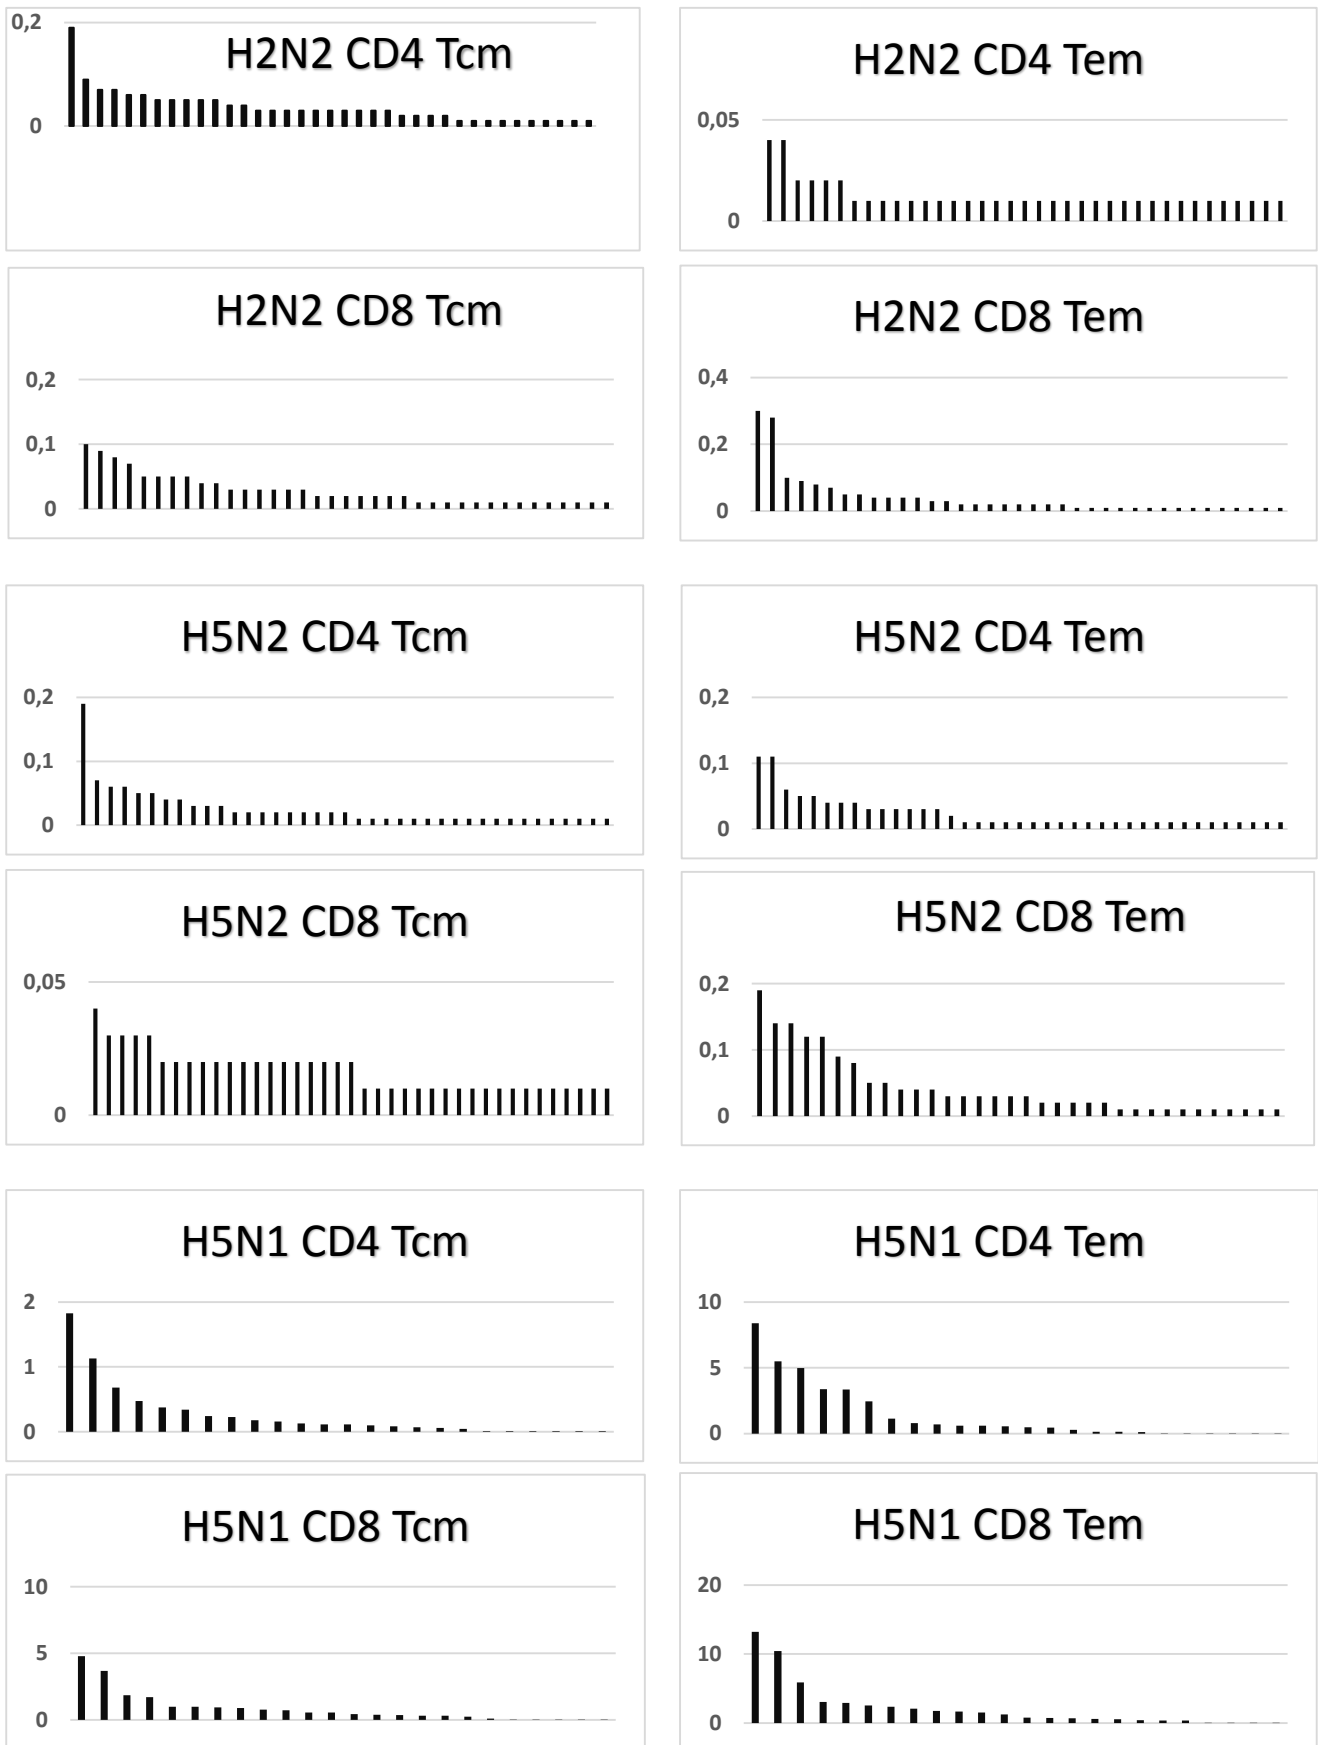 H2N2 CD4 Tcm
0,2
0
H2N2 CD4 Tem
0,05
0
H2N2 CD8 Tcm
0,2
0,1
0
H2N2 CD8 Tem
0,4
0,2
0
H5N2 CD4 Tcm
0,2
0,1
0
H5N2 CD4 Tem
0,2
0,1
0
H5N2 CD8 Tcm
0,05
0
H5N2 CD8 Tem
0,2
0,1
0
H5N1 CD4 Tcm
2
1
0
H5N1 CD4 Tem
10
5
0
H5N1 CD8 Tcm
10
5
0
H5N1 CD8 Tem
20
10
0